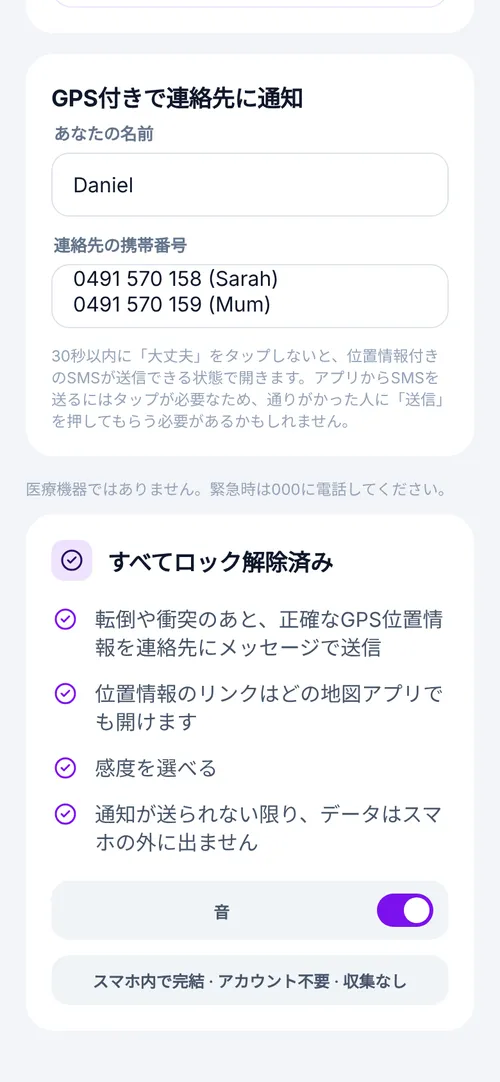 GPS付きで連絡先に通知
あなたの名前
Daniel
連絡先の携帯番号
0491 570 158 (Sarah)
0491 570 159 (Mum)
30秒以内に「大丈夫」をタップしないと、位置情報付き
のSMSが送信できる状態で開きます。アプリからSMSを
送るにはタップが必要なため、通りがかった人に「送信」
を押してもらう必要があるかもしれません。
医療機器ではありません。緊急時は000に電話してください。
すべてロック解除済み
転倒や衝突のあと、正確なGPS位置情
報を連絡先にメッセージで送信
位置情報のリンクはどの地図アプリで
も開けます
感度を選べる
通知が送られない限り、データはスマ
ホの外に出ません
音
スマホ内で完結 · アカウント不要 · 収集なし